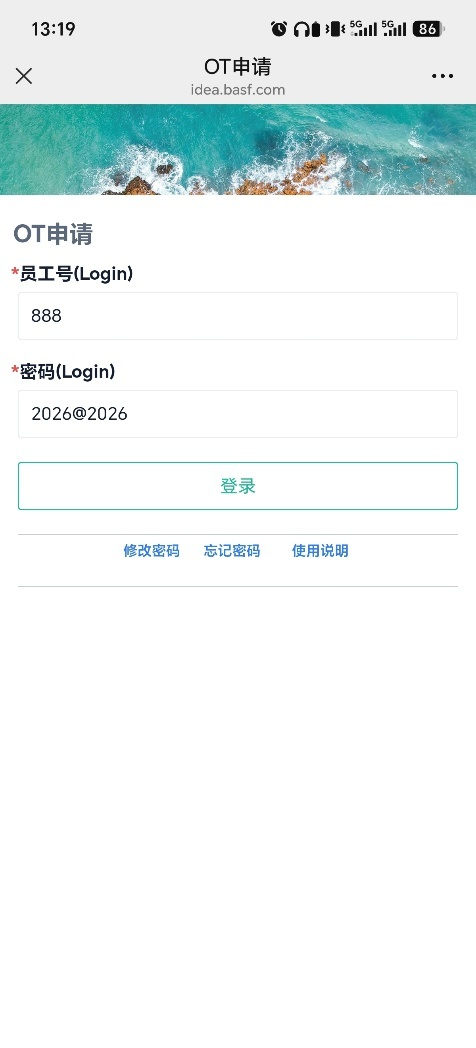 13:19
5G 5G 86
OT申请
idea.basf.com
OT申请
*员工号(Login)
888
*密码(Login)
2026@2026
登录
修改密码 忘记密码 使用说明